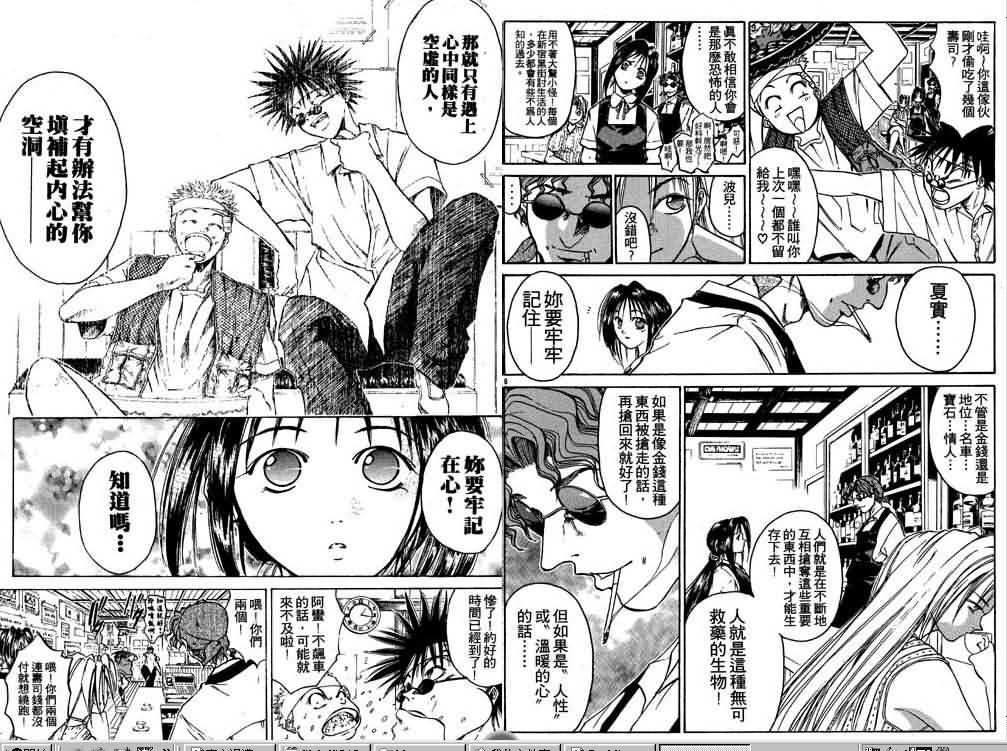 哇啊～你這傢伙
剛才偷吃了幾個
壽司？
嘿嘿～～誰叫你
上次一個都不留
給我～～～♡
真不敢相信你會
是那麼恐怖的人
…
用不著大驚小怪！每個
在新宿黑街討生活的人
，多少都會有些不為人
知的過去。
可惡！
波兒…
沒錯吧？
……
夏實……
妳要牢牢
記住——
不管是金錢還是
地位…名車…
寶石…情人…
人們就是在不斷地
互相搶奪這些重要
的東西中，才能生
存下去！
人就是這種無可
救藥的生物！
如果是像金錢這種
東西被搶走的話，
再搶回來就好了！
但如果是〝人性〞
或〝溫暖的心〞
的話……
那就只有遇上
心中同樣是
空虛的人，
才有辦法幫你
填補起內心的
空洞——
妳要牢記
在心！
知道嗎…
慘了！約好的
時間已經到了！
阿蠻！不飆車
的話，可能就
來不及啦！
喂！你們
兩個！
喂！你們兩個
連壽司錢都沒
付就想繞跑！